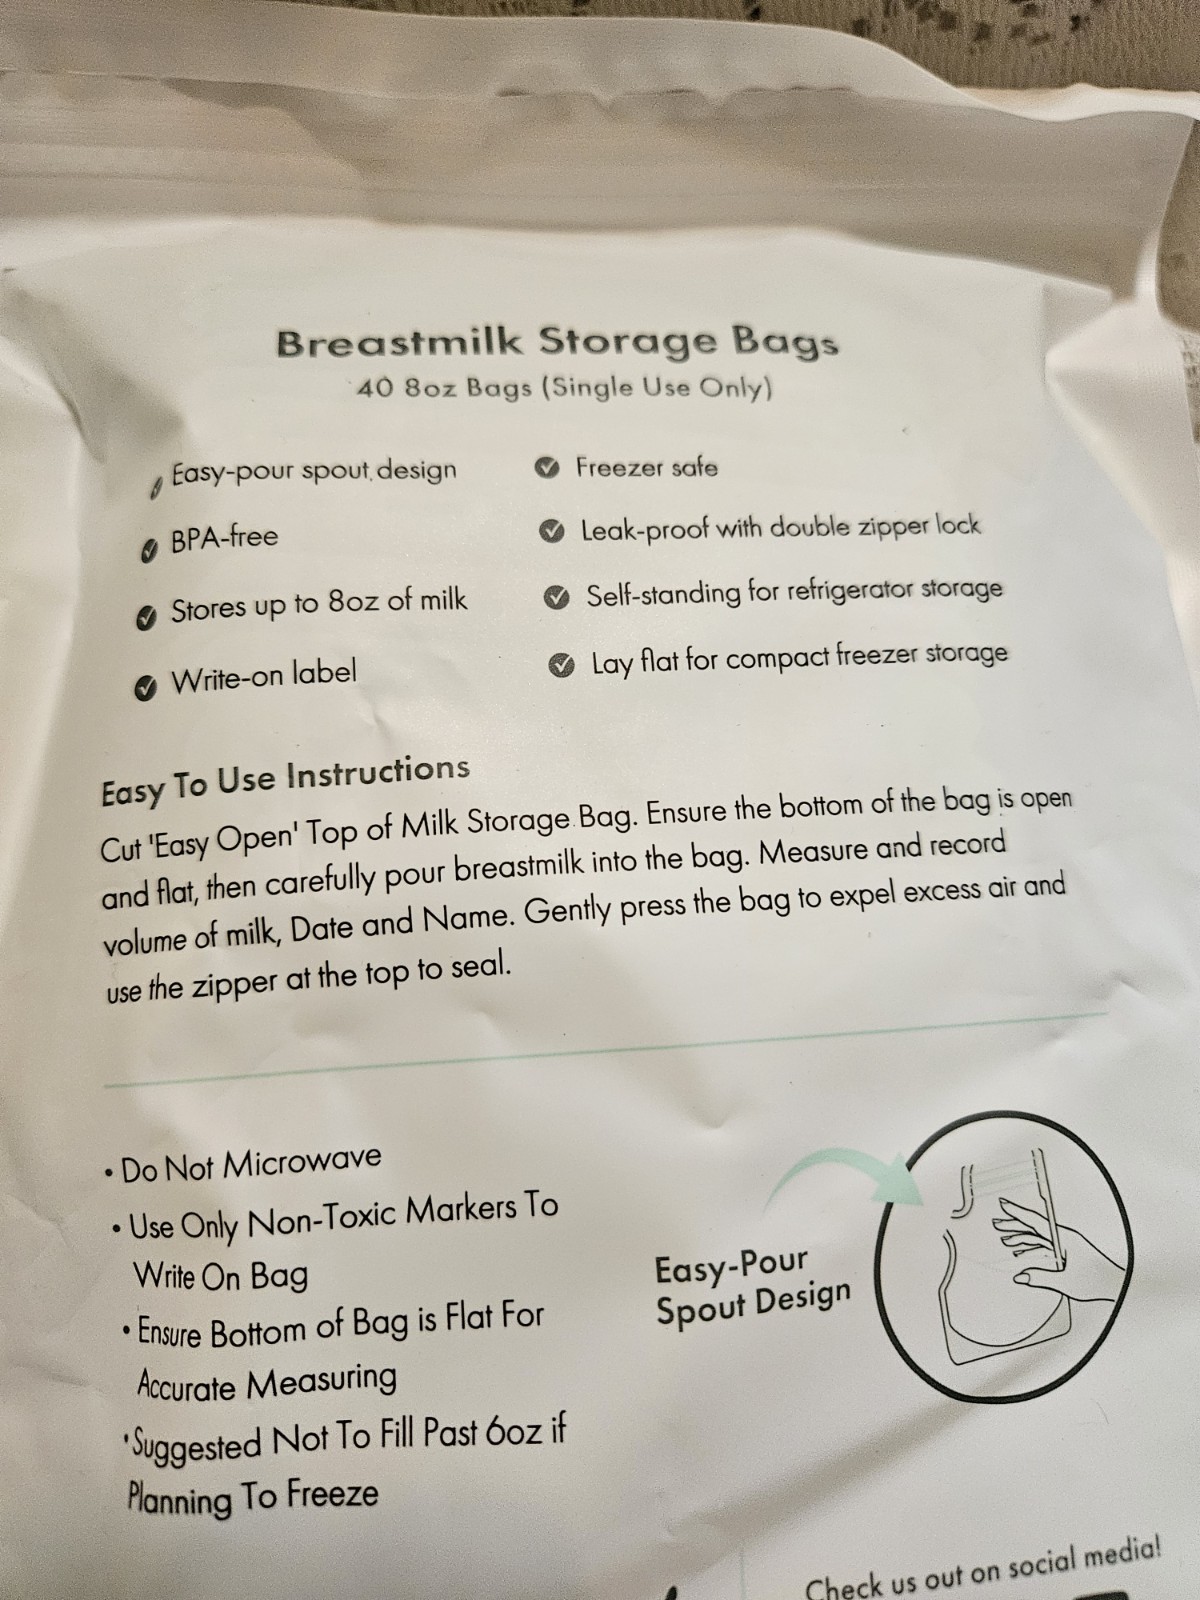 Breastmilk Storage Bags
40 8oz Bags (Single Use Only)
Easy-pour spout design
BPA-free
Stores up to 8oz of milk
Write-on label
Freezer safe
Leak-proof with double zipper lock
Self-standing for refrigerator storage
Lay flat for compact freezer storage
Easy To Use Instructions
Cut 'Easy Open' Top of Milk Storage Bag. Ensure the bottom of the bag is open
and flat, then carefully pour breastmilk into the bag. Measure and record
volume of milk, Date and Name. Gently press the bag to expel excess air and
use the zipper at the top to seal.
• Do Not Microwave
• Use Only Non-Toxic Markers To
Write On Bag
• Ensure Bottom of Bag is Flat For
Accurate Measuring
• Suggested Not To Fill Past 6oz if
Planning To Freeze
Easy-Pour
Spout Design
Check us out on social media!